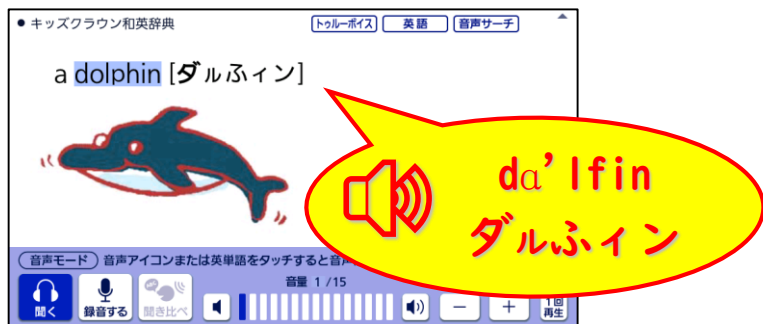 ● キッズクラウン和英辞典 トゥルーボイス 英語 音声サーチ
a dolphin [ダルふィン]
dɑ’lfin
ダルふィン
音声モード 音声アイコンまたは英単語をタッチすると音声
音量 1 /15
聞く 録音する 聞き比べ − + 1回再生